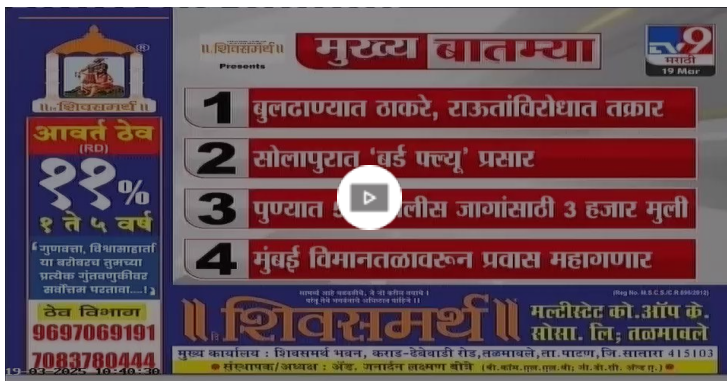 ॥ शिवसमर्थ ॥
आवर्त ठेव
(RD)
११%
१ ते ५ वर्ष
गुणवत्ता, विश्वासाहार्ता
या बरोबरच तुमच्या
प्रत्येक गुंतवणुकीवर
सर्वोत्तम परतावा....!
ठेव विभाग
9697069191
7083780444
19-03-2025 10:40:30
॥ शिवसमर्थ ॥
Presents
मुख्य बातम्या
TV9
मराठी
19 Mar
1 बुलढाण्यात ठाकरे, राऊतांविरोधात तक्रार
2 सोलापुरात 'बर्ड फ्ल्यू' प्रसार
3 पुण्यात जागांसाठी 3 हजार मुली
4 मुंबई विमानतळावरून प्रवास महागणार
॥ शिवसमर्थ ॥
मल्टीस्टेट को.ऑप के.
सोसा. लि; तळमावले
मुख्य कार्यालय : शिवसमर्थ भवन, कराड-ढेबेवाडी रोड,तळमावले,ता.पाटण,जि.सातारा 415103
• संस्थापक/अध्यक्ष : ॲड. जनार्दन लक्ष्मण बोत्रे